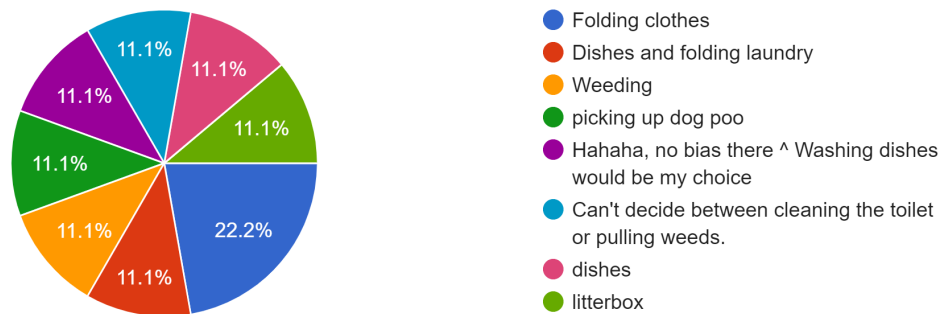 11.1%
11.1%
11.1%
11.1%
11.1%
11.1%
22.2%
11.1%
Folding clothes
Dishes and folding laundry
Weeding
picking up dog poo
Hahaha, no bias there ^ Washing dishes
would be my choice
Can't decide between cleaning the toilet
or pulling weeds.
dishes
litterbox